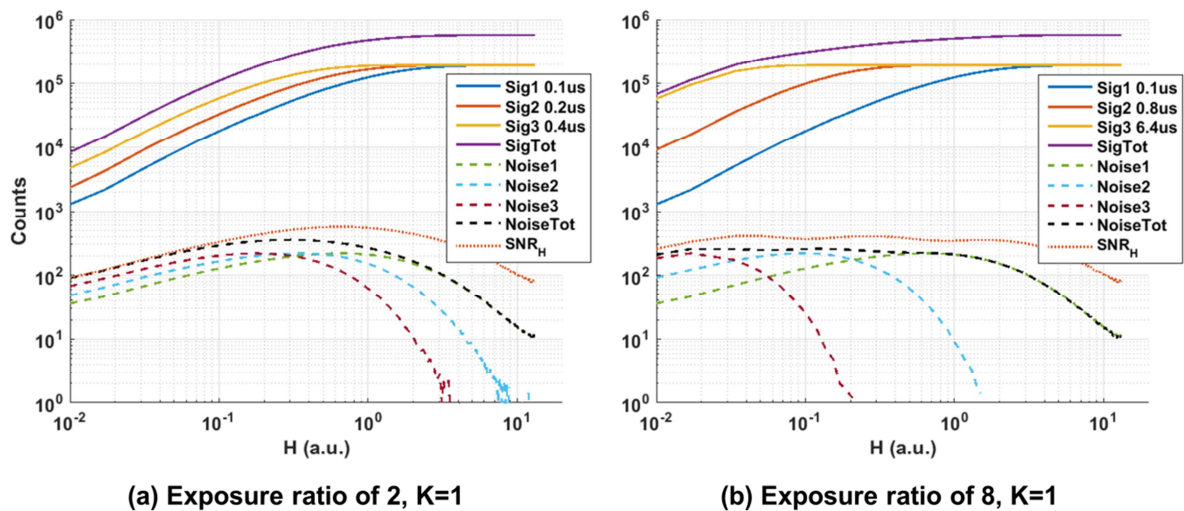 10^6
10^5
10^4
10^3
10^2
10^1
10^0
Counts
10^-2
10^-1
10^0
10^1
H (a.u.)
Sig1 0.1us
Sig2 0.2us
Sig3 0.4us
SigTot
Noise1
Noise2
Noise3
NoiseTot
SNR_H
(a) Exposure ratio of 2, K=1
10^6
10^5
10^4
10^3
10^2
10^1
10^0
10^-2
10^-1
10^0
10^1
H (a.u.)
Sig1 0.1us
Sig2 0.8us
Sig3 6.4us
SigTot
Noise1
Noise2
Noise3
NoiseTot
SNR_H
(b) Exposure ratio of 8, K=1